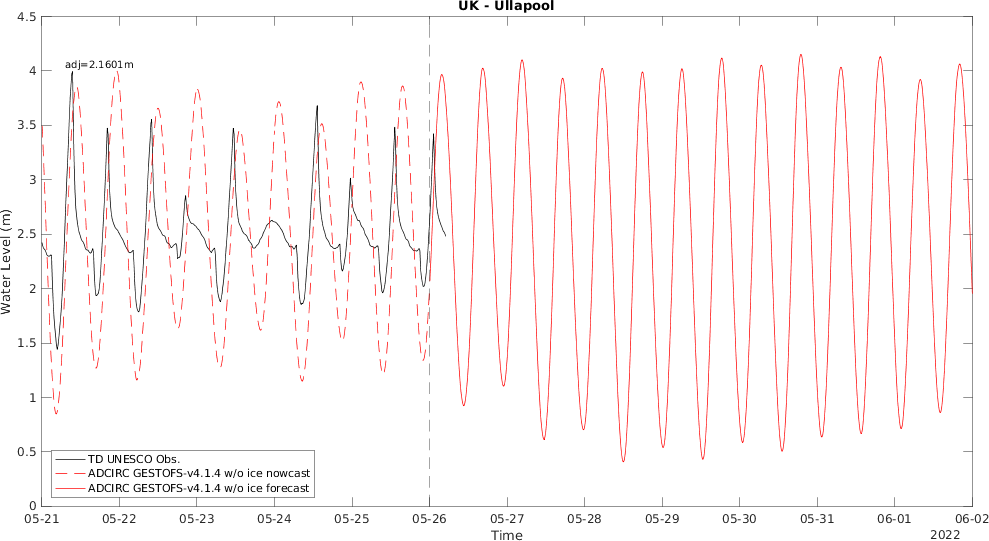 UK - Ullapool
adj=2.1601m
4.5
4
3.5
3
2.5
2
1.5
1
0.5
0
Water Level (m)
TD UNESCO Obs.
ADCIRC GESTOFS-v4.1.4 w/o ice nowcast
ADCIRC GESTOFS-v4.1.4 w/o ice forecast
05-21 05-22 05-23 05-24 05-25 05-26 05-27 05-28 05-29 05-30 05-31 06-01 06-02
Time
2022